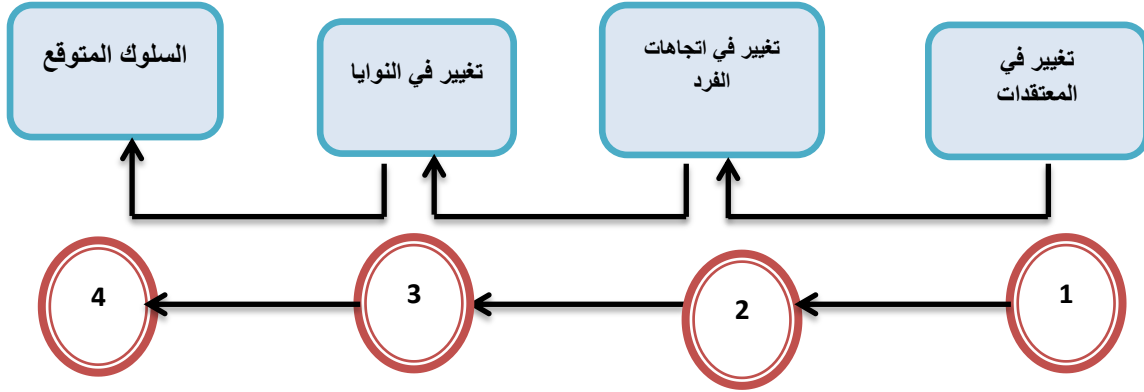 تغيير في
المعتقدات
تغيير في اتجاهات
الفرد
تغيير في النوايا
السلوك المتوقع
1
2
3
4